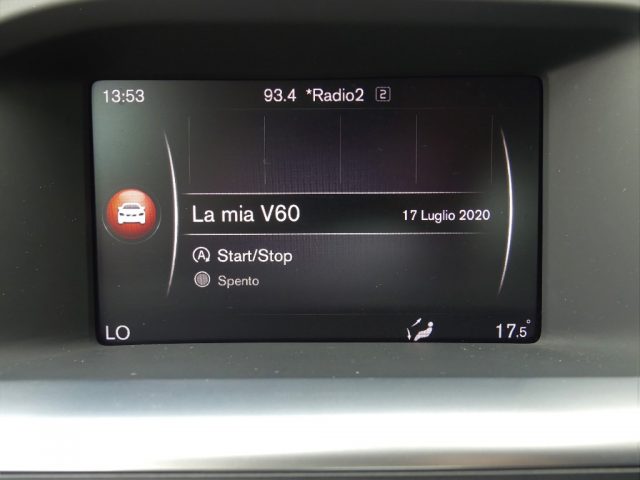 13:53 93.4 *Radio2 2
La mia V60 17 Luglio 2020
A Start/Stop
Spento
LO 17.5°